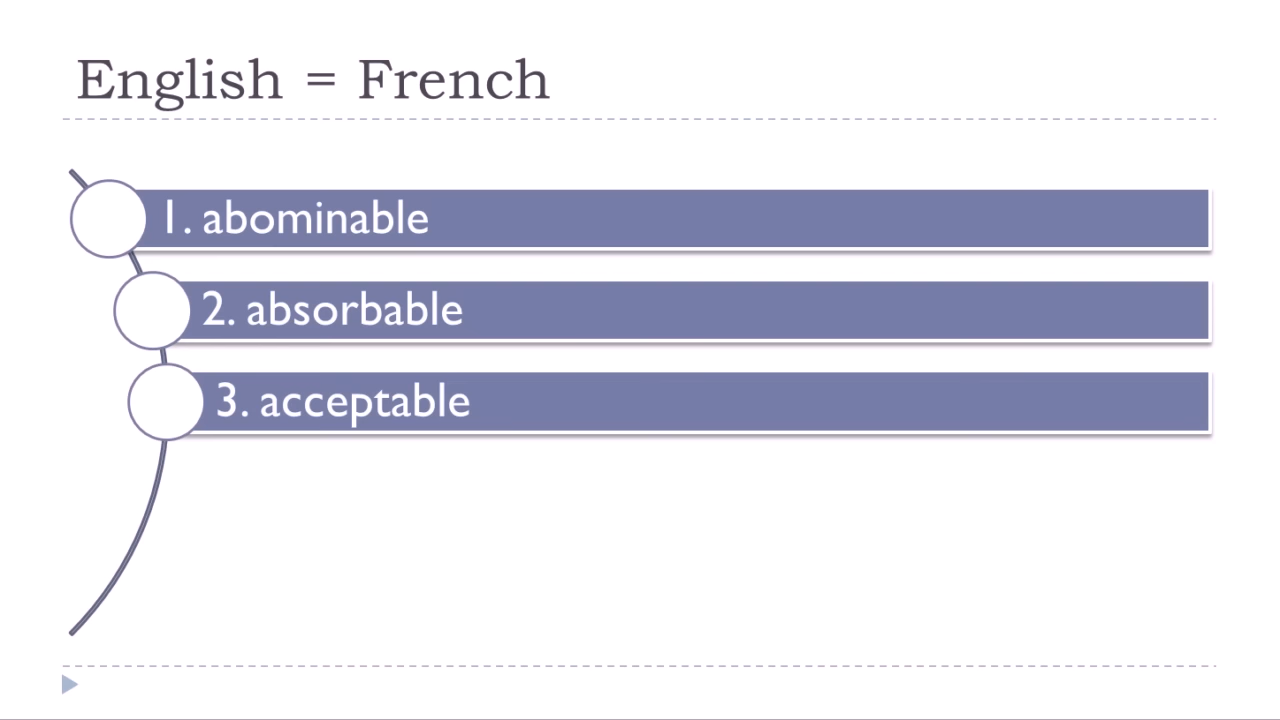 English = French
1. abominable
2. absorbable
3. acceptable